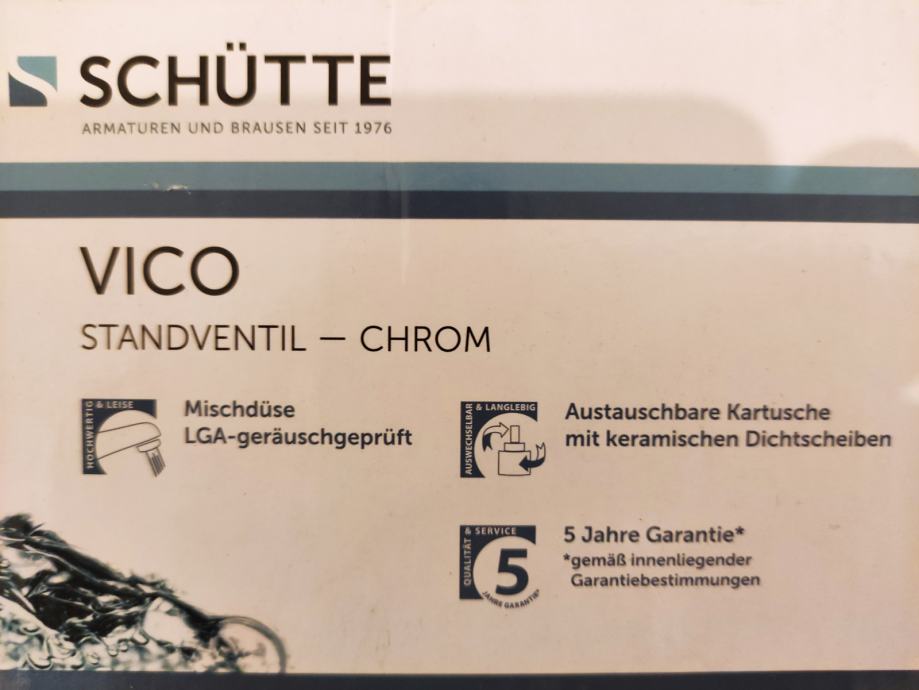 SCHÜTTE
ARMATUREN UND BRAUSEN SEIT 1976
VICO
STANDVENTIL – CHROM
HOCHWERTIG & LEISE
Mischdüse
LGA-geräuschgeprüft
AUSWECHSELBAR & LANGLEBIG
Austauschbare Kartusche
mit keramischen Dichtscheiben
QUALITÄT & SERVICE
5
JAHRE GARANTIE*
5 Jahre Garantie*
*gemäß innenliegender
Garantiebestimmungen